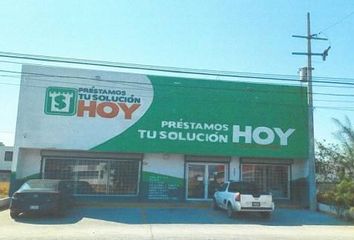 PRÉSTAMOS
TU SOLUCIÓN
HOY
$
PRÉSTAMOS
TU SOLUCIÓN HOY